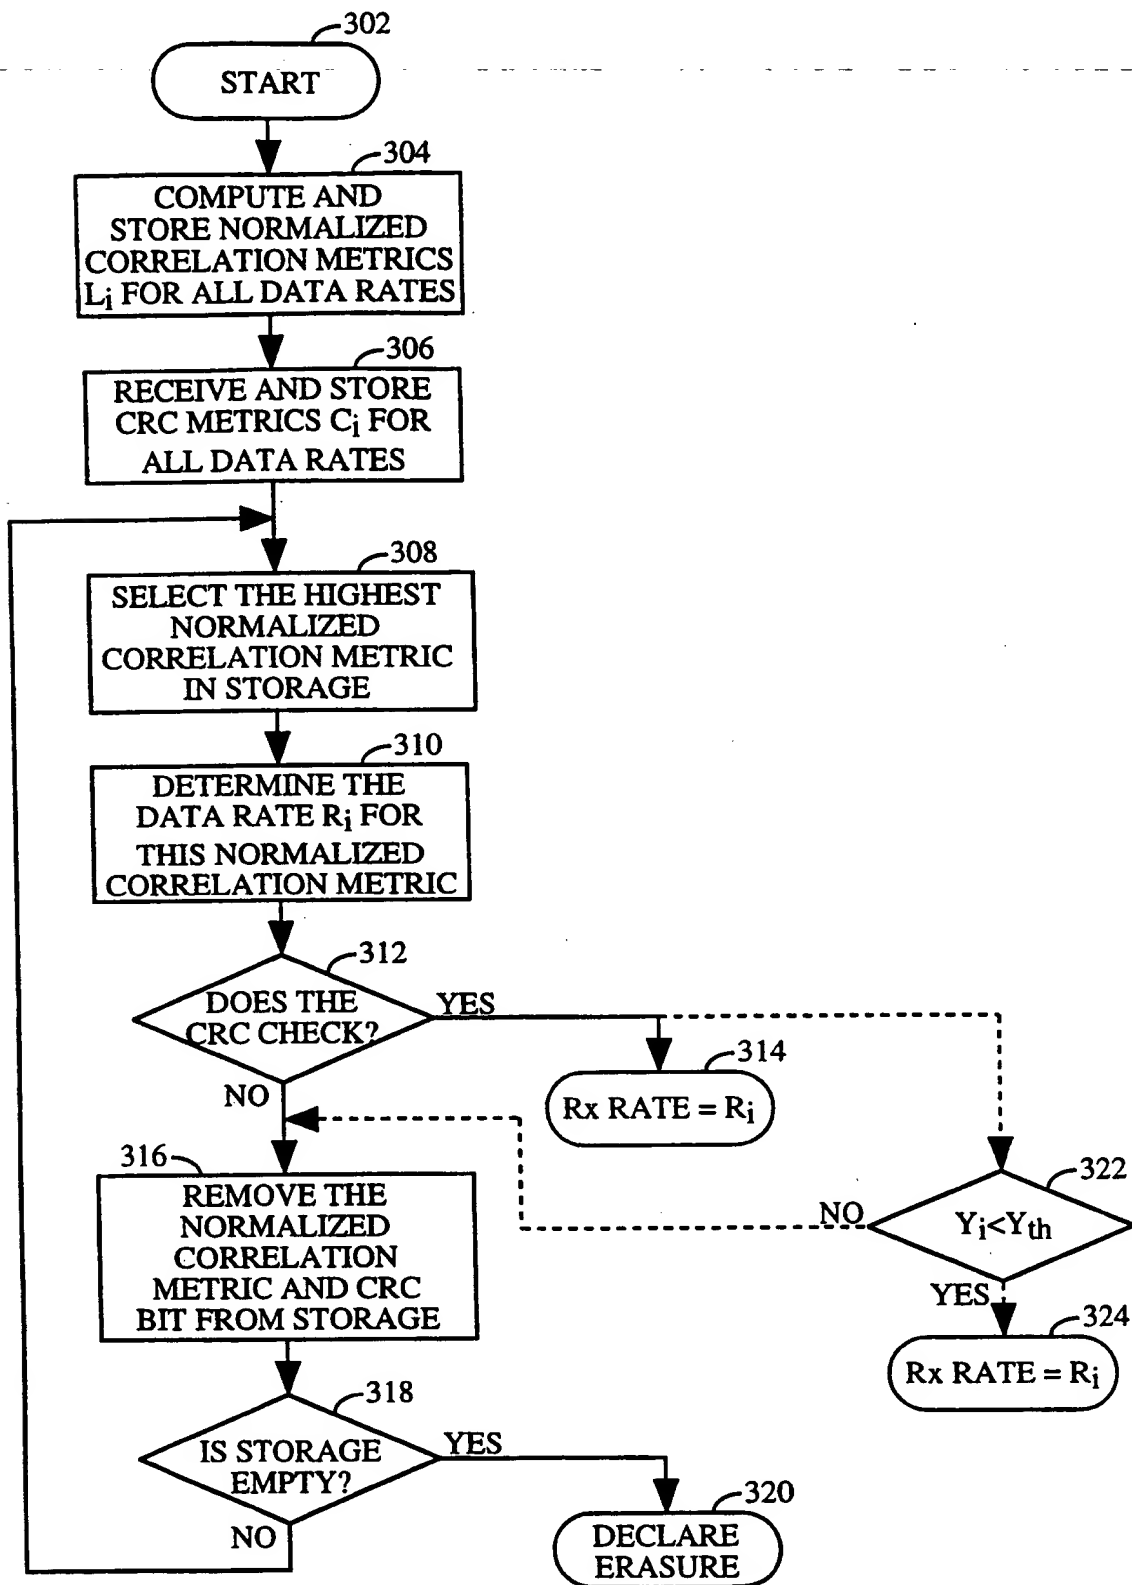 302
START
304
COMPUTE AND
STORE NORMALIZED
CORRELATION METRICS
Li FOR ALL DATA RATES
306
RECEIVE AND STORE
CRC METRICS Ci FOR
ALL DATA RATES
308
SELECT THE HIGHEST
NORMALIZED
CORRELATION METRIC
IN STORAGE
310
DETERMINE THE
DATA RATE Ri FOR
THIS NORMALIZED
CORRELATION METRIC
312
DOES THE
CRC CHECK?
YES
NO
314
Rx RATE = Ri
322
Yi<Yth
NO
YES
324
Rx RATE = Ri
316
REMOVE THE
NORMALIZED
CORRELATION
METRIC AND CRC
BIT FROM STORAGE
318
IS STORAGE
EMPTY?
YES
NO
320
DECLARE
ERASURE